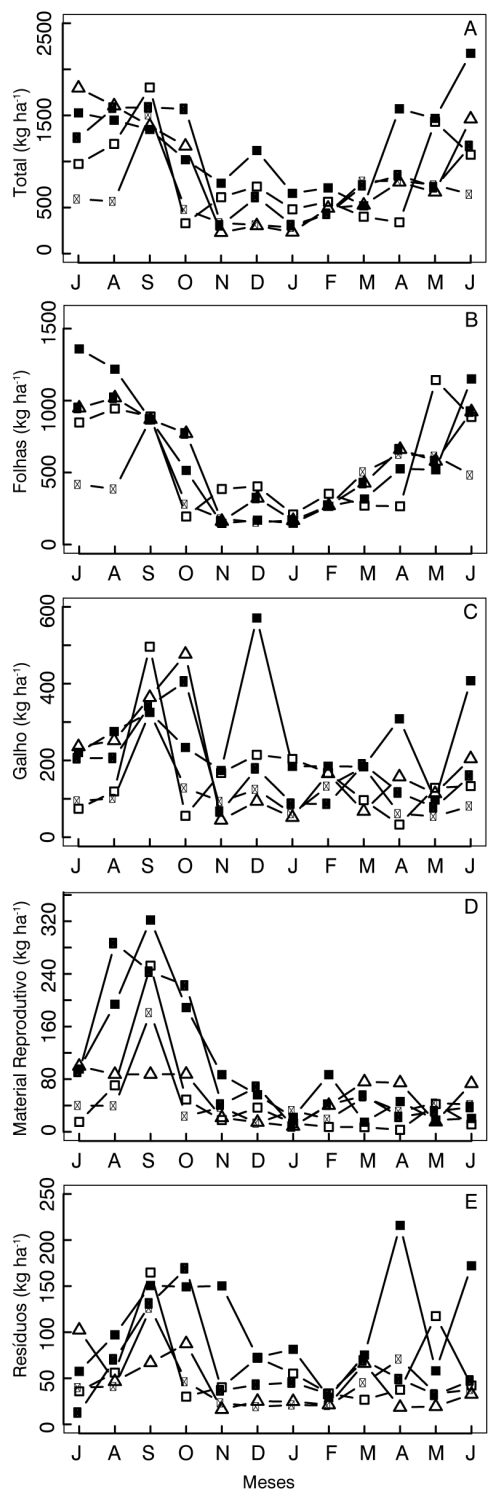 A
Total (kg ha⁻¹)
2500
1500
500
0
J A S O N D J F M A M J
B
Folhas (kg ha⁻¹)
1500
1000
500
0
J A S O N D J F M A M J
C
Galho (kg ha⁻¹)
600
400
200
0
J A S O N D J F M A M J
D
Material Reprodutivo (kg ha⁻¹)
320
240
160
80
0
J A S O N D J F M A M J
E
Resíduos (kg ha⁻¹)
250
200
150
100
50
0
J A S O N D J F M A M J
Meses